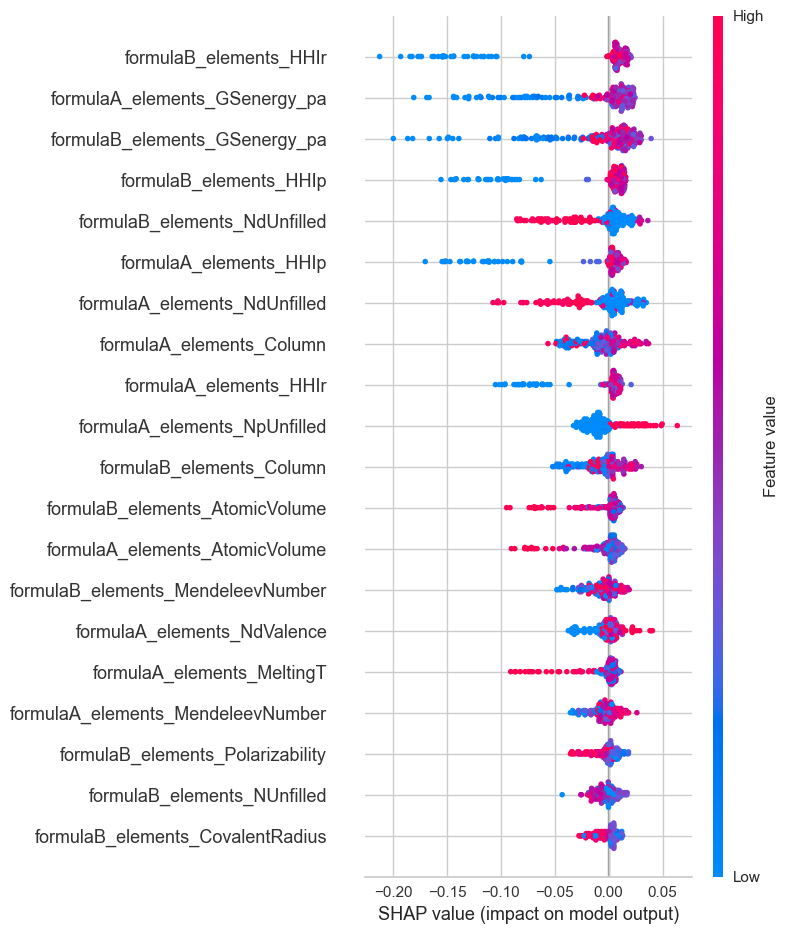 High
formulaB_elements_HHIr
formulaA_elements_GSenergy_pa
formulaB_elements_GSenergy_pa
formulaB_elements_HHIp
formulaB_elements_NdUnfilled
formulaA_elements_HHIp
formulaA_elements_NdUnfilled
formulaA_elements_Column
formulaA_elements_HHIr
formulaA_elements_NpUnfilled
formulaB_elements_Column
formulaB_elements_AtomicVolume
formulaA_elements_AtomicVolume
formulaB_elements_MendeleevNumber
formulaA_elements_NdValence
formulaA_elements_MeltingT
formulaA_elements_MendeleevNumber
formulaB_elements_Polarizability
formulaB_elements_NUnfilled
formulaB_elements_CovalentRadius
Feature value
Low
−0.20 −0.15 −0.10 −0.05 0.00 0.05
SHAP value (impact on model output)